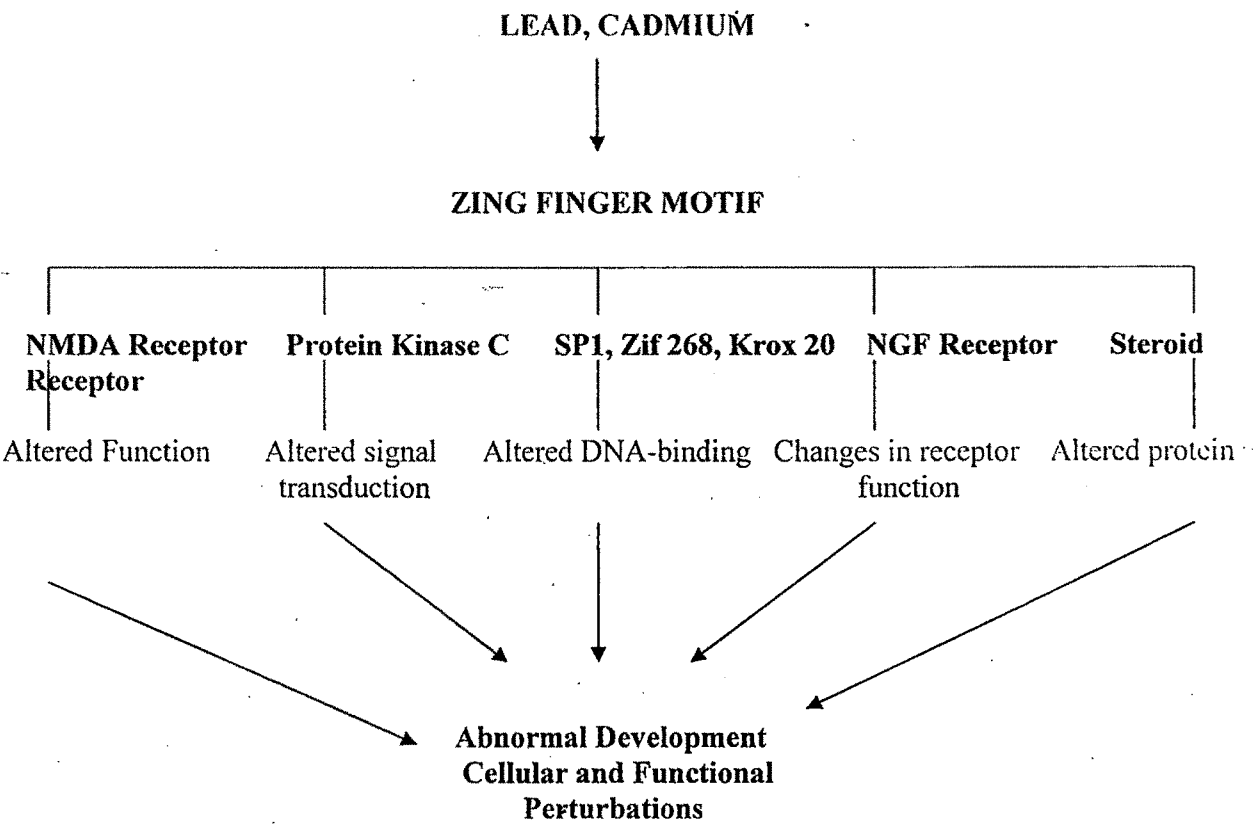 LEAD, CADMIUM
ZING FINGER MOTIF
NMDA Receptor Protein Kinase C SP1, Zif 268, Krox 20 NGF Receptor Steroid
Receptor
Altered Function Altered signal Altered DNA-binding Changes in receptor Altered protein
transduction function
Abnormal Development
Cellular and Functional
Perturbations